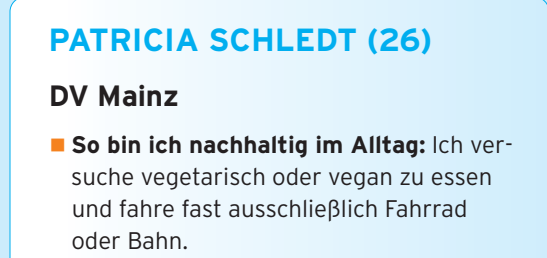 PATRICIA SCHLEDT (26)
DV Mainz
■ So bin ich nachhaltig im Alltag: Ich ver-
suche vegetarisch oder vegan zu essen
und fahre fast ausschließlich Fahrrad
oder Bahn.